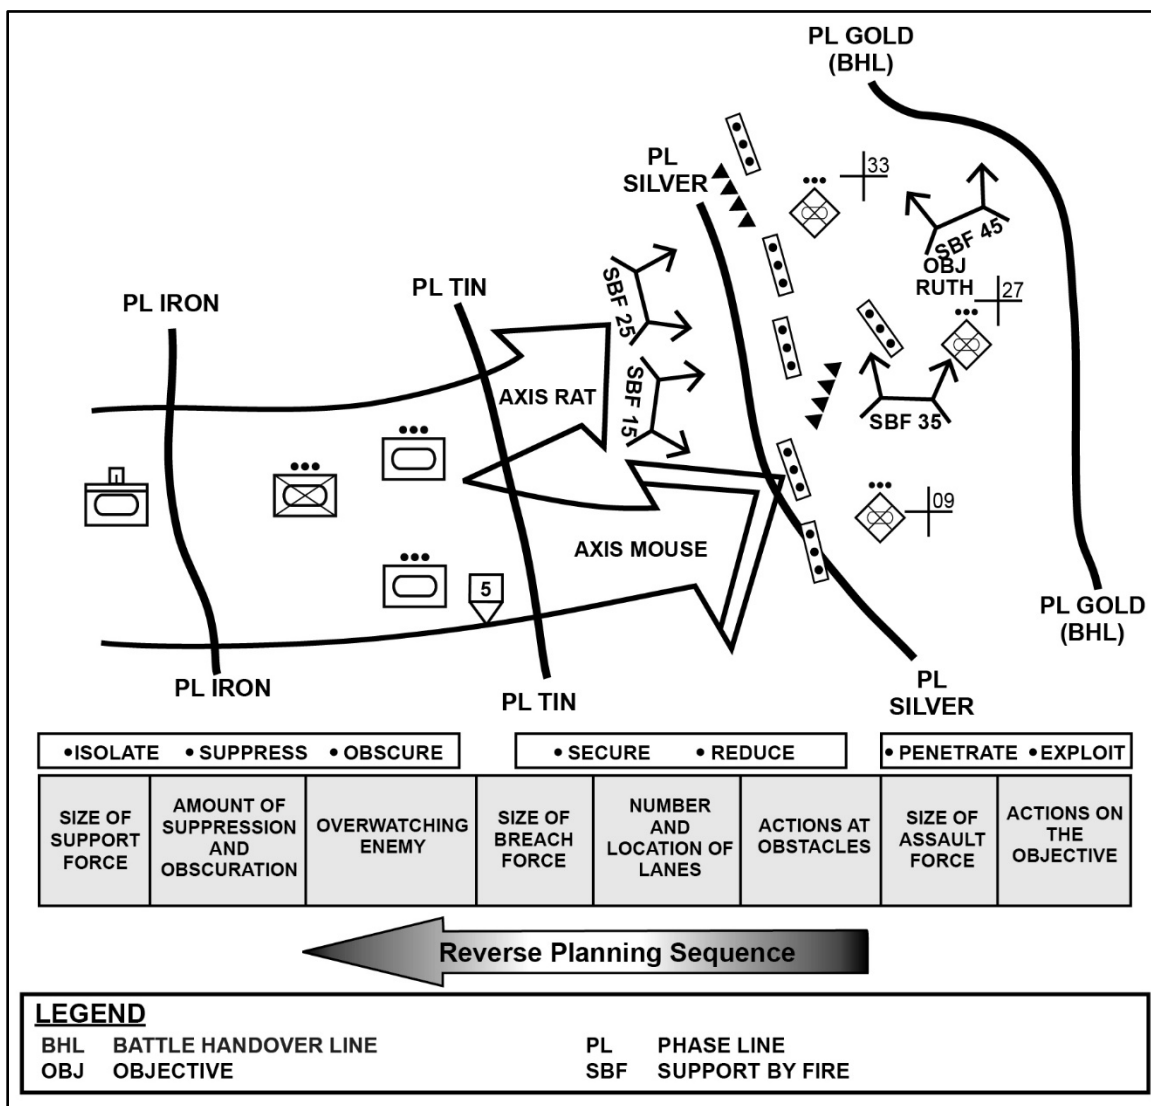 PL GOLD
(BHL)
PL
SILVER
33
SBF 45
OBJ
RUTH
27
SBF 25
PL TIN
PL IRON
AXIS RAT
SBF 15
SBF 35
09
AXIS MOUSE
5
PL GOLD
(BHL)
PL IRON
PL TIN
PL
SILVER
•ISOLATE •SUPPRESS •OBSCURE
•SECURE •REDUCE
•PENETRATE •EXPLOIT
SIZE OF
SUPPORT
FORCE
AMOUNT OF
SUPPRESSION
AND
OBSCURATION
OVERWATCHING
ENEMY
SIZE OF
BREACH
FORCE
NUMBER
AND
LOCATION OF
LANES
ACTIONS AT
OBSTACLES
SIZE OF
ASSAULT
FORCE
ACTIONS ON
THE
OBJECTIVE
Reverse Planning Sequence
LEGEND
BHL BATTLE HANDOVER LINE
OBJ OBJECTIVE
PL PHASE LINE
SBF SUPPORT BY FIRE